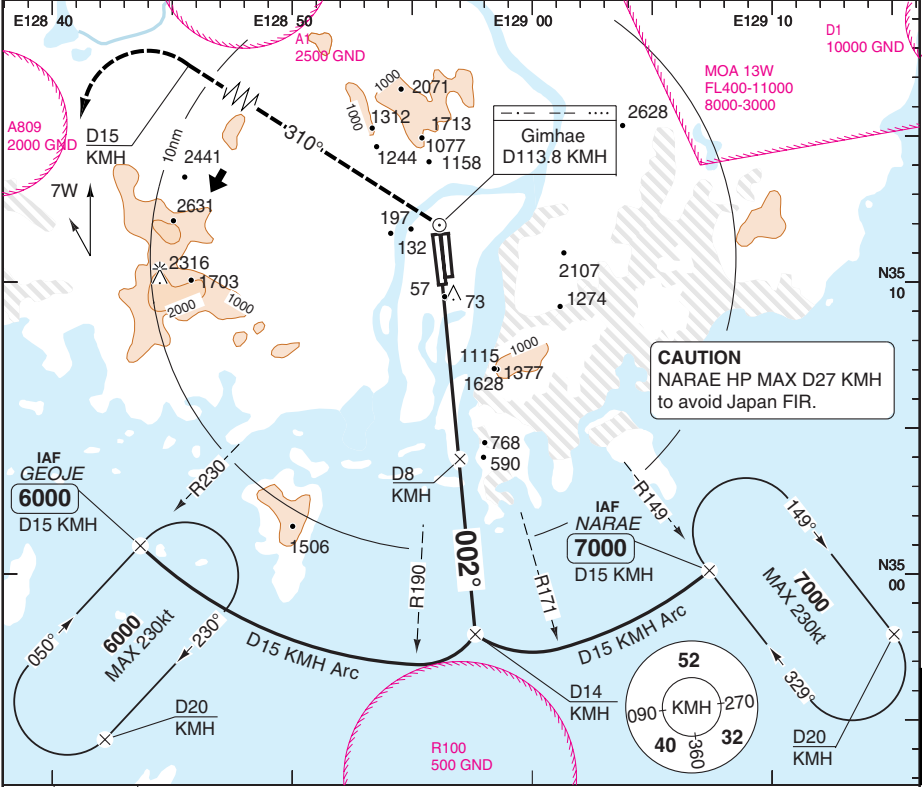 E128 40
E128 50
E129 00
E129 10
A1
2500 GND
D1
10000 GND
MOA 13W
FL400-11000
8000-3000
A809
2000 GND
D15
KMH
10nm
310°
1000
2071
1000
1312
1713
1077
1244
1158
Gimhae
D113.8 KMH
2628
2441
7W
2631
197
132
2316
1703
2000
1000
57
73
2107
1274
N35
10
1115
1000
1628
1377
CAUTION
NARAE HP MAX D27 KMH
to avoid Japan FIR.
768
590
D8
KMH
IAF
GEOJE
6000
D15 KMH
R230
1506
R190
002°
R171
IAF
NARAE
7000
D15 KMH
R149
149°
7000
MAX 230kt
329°
N35
00
050°
6000
MAX 230kt
230°
D15 KMH Arc
D15 KMH Arc
D20
KMH
D14
KMH
R100
500 GND
52
090
KMH
270
40
360
32
D20
KMH